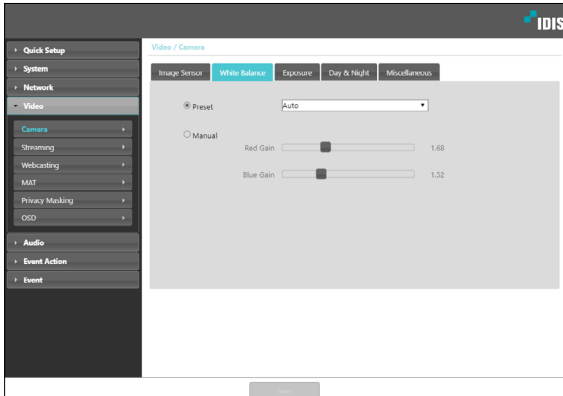 IDIS
Quick Setup
System
Network
Video
Camera
Streaming
Webcasting
MAT
Privacy Masking
OSD
Audio
Event Action
Event
Video / Camera
Image Sensor White Balance Exposure Day & Night Miscellaneous
Preset Auto
Manual
Red Gain 1.68
Blue Gain 1.52
Save